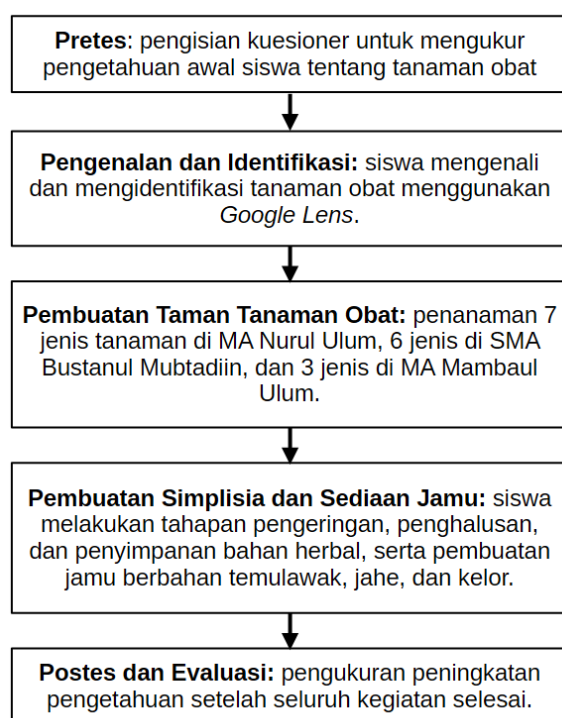 Pretes: pengisian kuesioner untuk mengukur
pengetahuan awal siswa tentang tanaman obat
Pengenalan dan Identifikasi: siswa mengenali
dan mengidentifikasi tanaman obat menggunakan
Google Lens.
Pembuatan Taman Tanaman Obat: penanaman 7
jenis tanaman di MA Nurul Ulum, 6 jenis di SMA
Bustanul Mubtadiin, dan 3 jenis di MA Mambaul
Ulum.
Pembuatan Simplisia dan Sediaan Jamu: siswa
melakukan tahapan pengeringan, penghalusan,
dan penyimpanan bahan herbal, serta pembuatan
jamu berbahan temulawak, jahe, dan kelor.
Postes dan Evaluasi: pengukuran peningkatan
pengetahuan setelah seluruh kegiatan selesai.